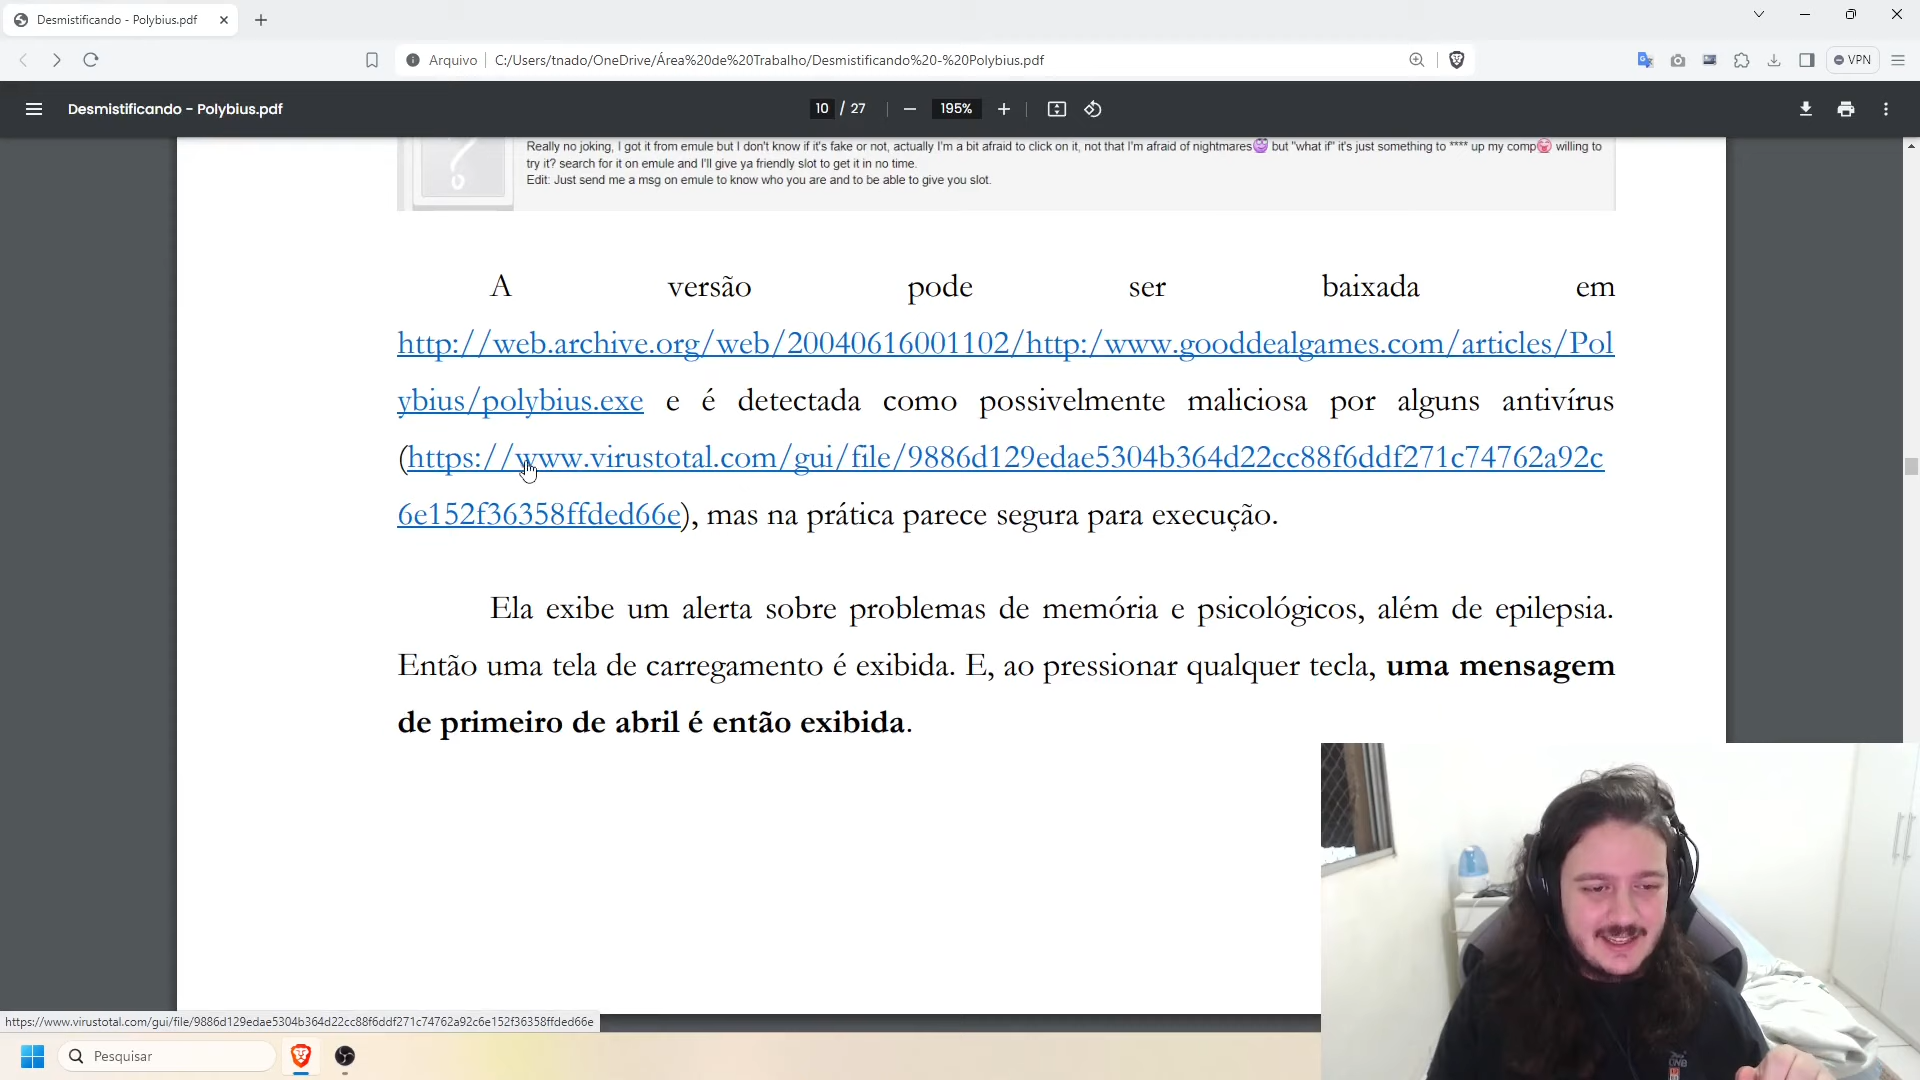 Desmistificando - Polybius.pdf
Arquivo C:/Users/tnado/OneDrive/Área%20de%20Trabalho/Desmistificando%20-%20Polybius.pdf
VPN
Desmistificando - Polybius.pdf
10 / 27
195%
Really no joking, I got it from emule but I don't know if it's fake or not, actually I'm a bit afraid to click on it, not that I'm afraid of nightmares but "what if" it's just something to **** up my comp willing to
try it? search for it on emule and I'll give ya friendly slot to get it in no time.
Edit: Just send me a msg on emule to know who you are and to be able to give you slot.
A versão pode ser baixada em
http://web.archive.org/web/20040616001102/http:/www.gooddealgames.com/articles/Pol
ybius/polybius.exe e é detectada como possivelmente maliciosa por alguns antivírus
(https://www.virustotal.com/gui/file/9886d129edae5304b364d22cc88f6ddf271c74762a92c
6e152f36358ffded66e), mas na prática parece segura para execução.
Ela exibe um alerta sobre problemas de memória e psicológicos, além de epilepsia.
Então uma tela de carregamento é exibida. E, ao pressionar qualquer tecla, uma mensagem
de primeiro de abril é então exibida.
https://www.virustotal.com/gui/file/9886d129edae5304b364d22cc88f6ddf271c74762a92c6e152f36358ffded66e
Pesquisar